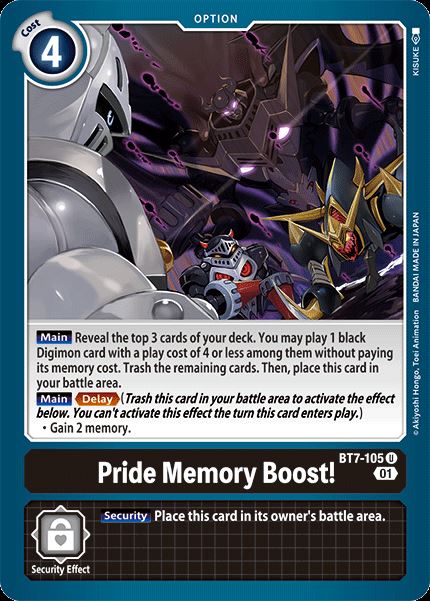 OPTION
Cost
4
KISUKE
Main Reveal the top 3 cards of your deck. You may play 1 black
Digimon card with a play cost of 4 or less among them without paying
its memory cost. Trash the remaining cards. Then, place this card in
your battle area.
Main Delay (Trash this card in your battle area to activate the effect
below. You can't activate this effect the turn this card enters play.)
・Gain 2 memory.
©Akiyoshi Hongo, Toei Animation BANDAI MADE IN JAPAN
BT7-105 U
Pride Memory Boost!
01
Security Place this card in its owner's battle area.
Security Effect